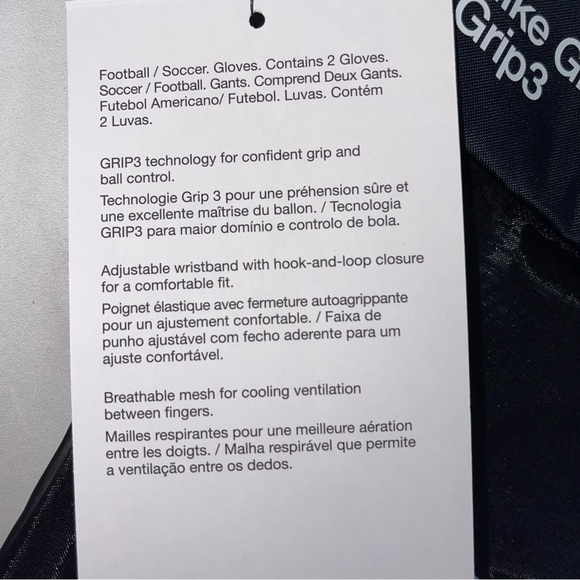 Football / Soccer. Gloves. Contains 2 Gloves.
Soccer / Football. Gants. Comprend Deux Gants.
Futebol Americano/ Futebol. Luvas. Contém
2 Luvas.
GRIP3 technology for confident grip and
ball control.
Technologie Grip 3 pour une préhension sûre et
une excellente maîtrise du ballon. / Tecnologia
GRIP3 para maior domínio e controlo de bola.
Adjustable wristband with hook-and-loop closure
for a comfortable fit.
Poignet élastique avec fermeture autoagrippante
pour un ajustement confortable. / Faixa de
punho ajustável com fecho aderente para um
ajuste confortável.
Breathable mesh for cooling ventilation
between fingers.
Mailles respirantes pour une meilleure aération
entre les doigts. / Malha respirável que permite
a ventilação entre os dedos.
Grip3